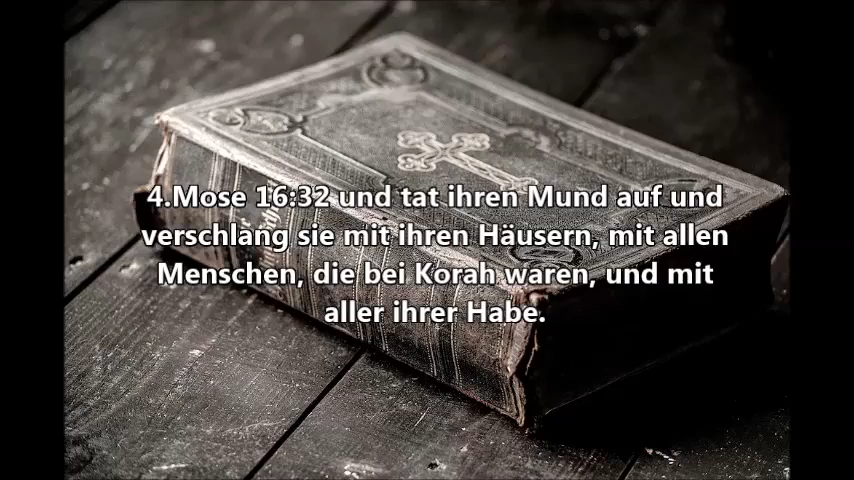 4.Mose 16:32 und tat ihren Mund auf und
verschlang sie mit ihren Häusern, mit allen
Menschen, die bei Korah waren, und mit
aller ihrer Habe.